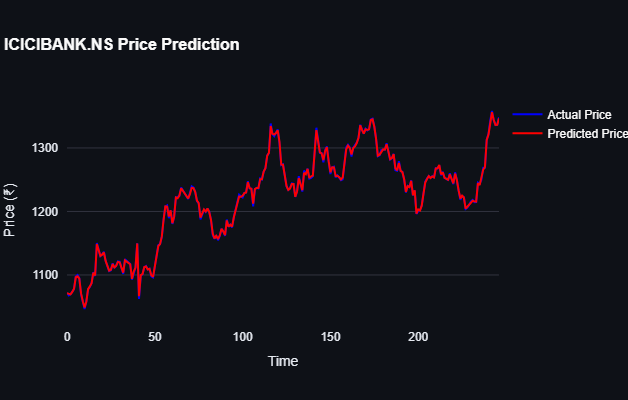 ICICIBANK.NS Price Prediction
Actual Price
Predicted Price
1300
1200
1100
Price (₹)
0 50 100 150 200
Time